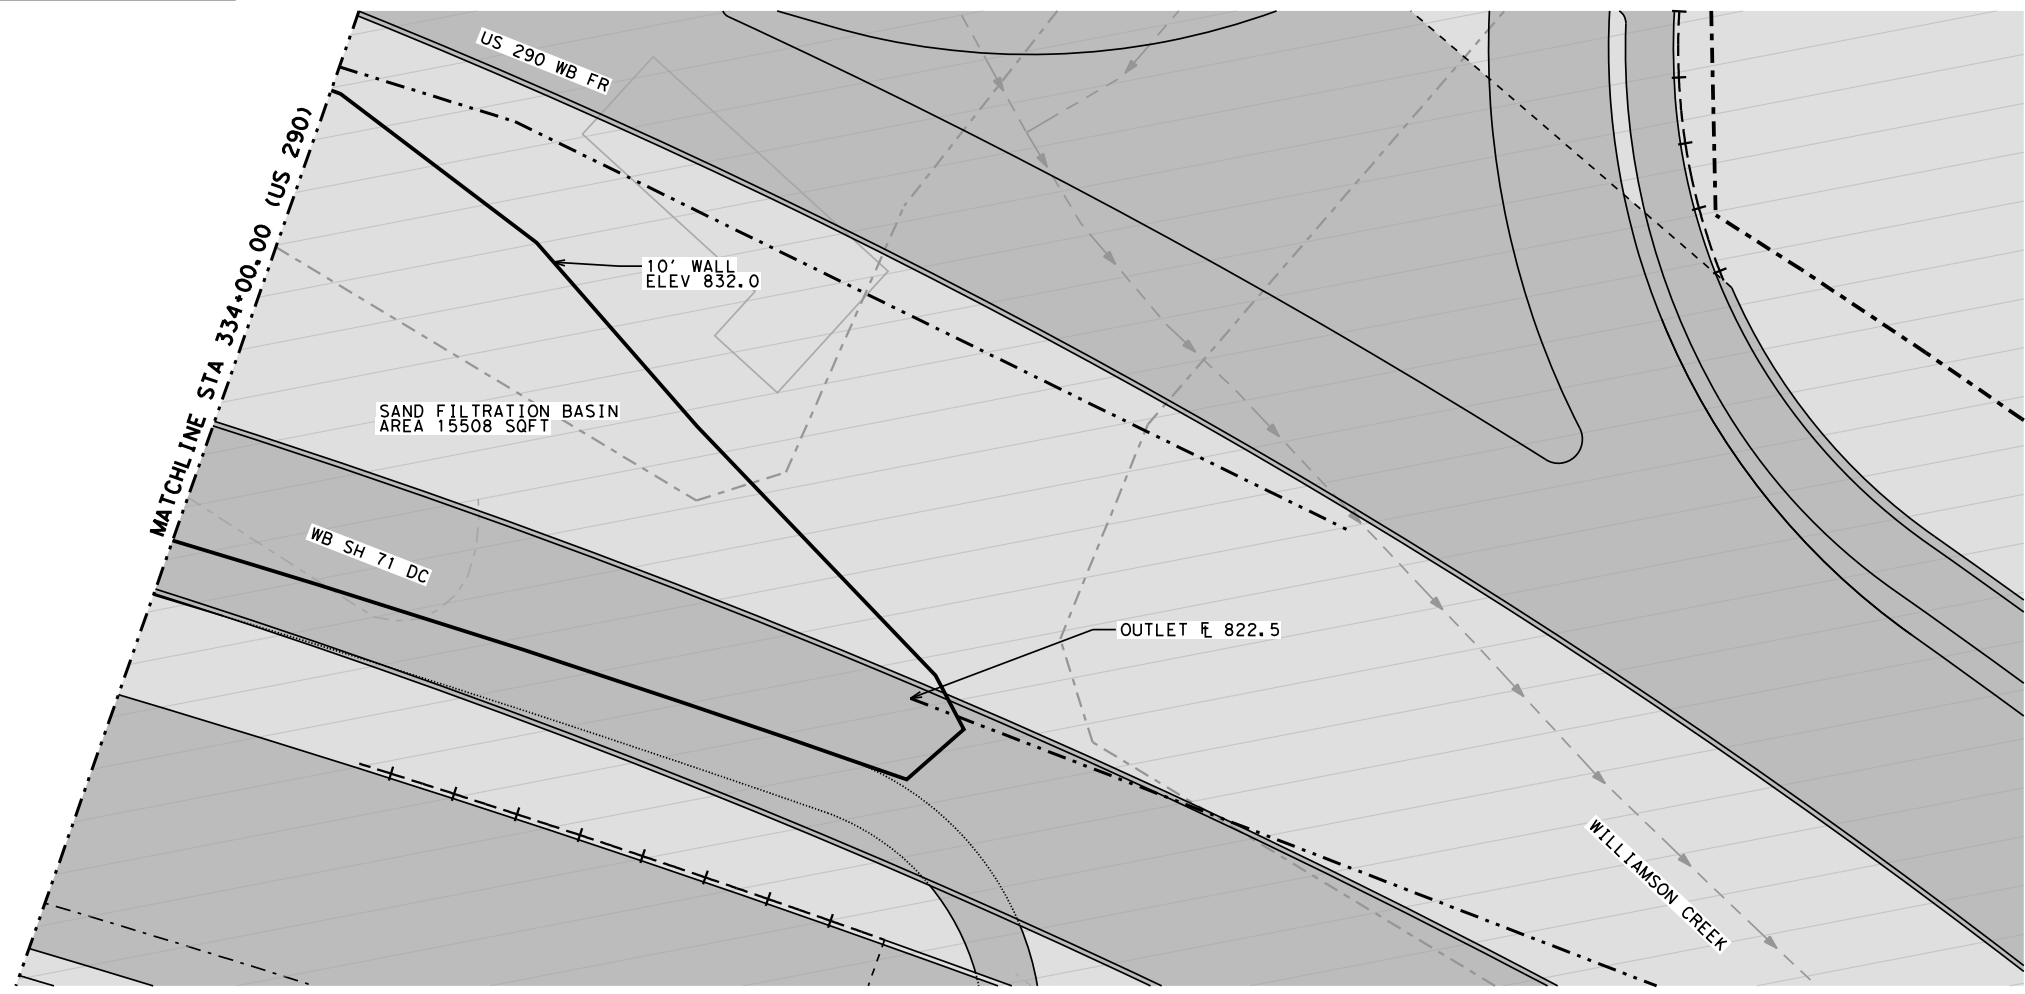 US 290 WB FR
MATCHLINE STA 334+00.00 (US 290)
10' WALL
ELEV 832.0
SAND FILTRATION BASIN
AREA 15508 SQFT
WB SH 71 DC
OUTLET FL 822.5
WILLIAMSON CREEK